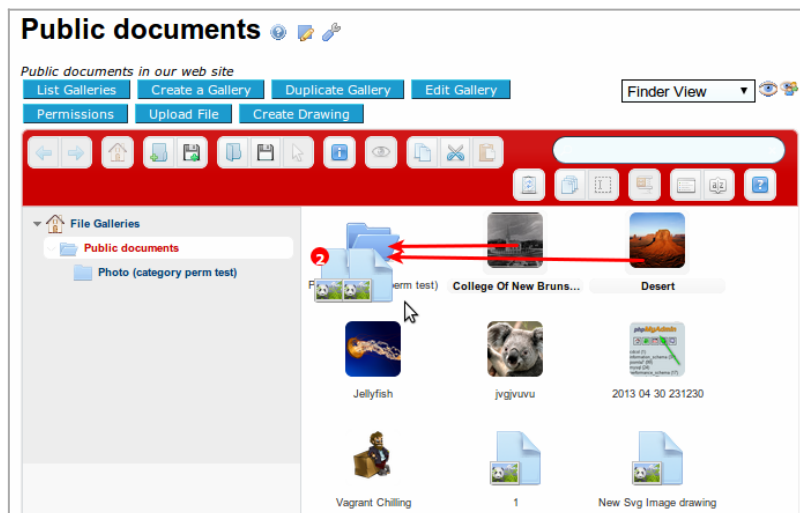 Public documents
Public documents in our web site
List Galleries Create a Gallery Duplicate Gallery Edit Gallery
Finder View
Permissions Upload File Create Drawing
File Galleries
Public documents
Photo (category perm test)
2
erm test) College Of New Bruns... Desert
Jellyfish jvgjvuvu 2013 04 30 231230
Vagrant Chilling 1 New Svg Image drawing